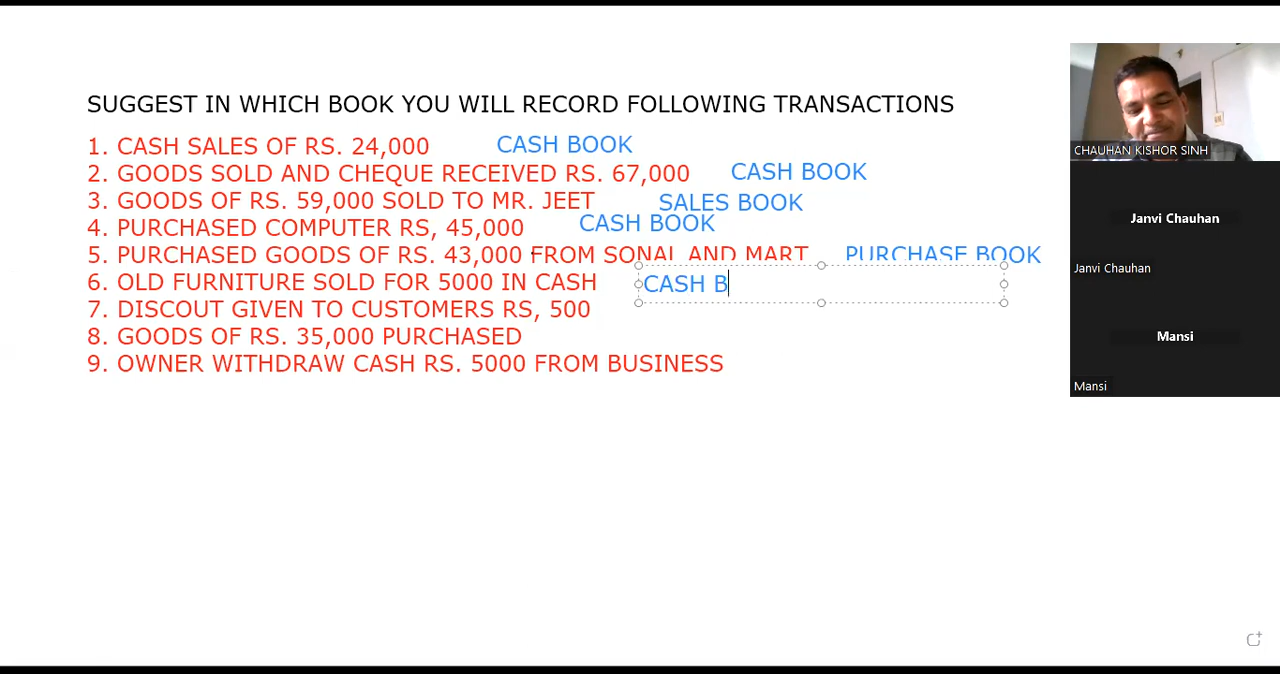 SUGGEST IN WHICH BOOK YOU WILL RECORD FOLLOWING TRANSACTIONS
1. CASH SALES OF RS. 24,000 CASH BOOK
2. GOODS SOLD AND CHEQUE RECEIVED RS. 67,000 CASH BOOK
3. GOODS OF RS. 59,000 SOLD TO MR. JEET SALES BOOK
4. PURCHASED COMPUTER RS, 45,000 CASH BOOK
5. PURCHASED GOODS OF RS. 43,000 FROM SONAL AND MART PURCHASE BOOK
6. OLD FURNITURE SOLD FOR 5000 IN CASH CASH B
7. DISCOUT GIVEN TO CUSTOMERS RS, 500
8. GOODS OF RS. 35,000 PURCHASED
9. OWNER WITHDRAW CASH RS. 5000 FROM BUSINESS
CHAUHAN KISHOR SINH
Janvi Chauhan
Janvi Chauhan
Mansi
Mansi